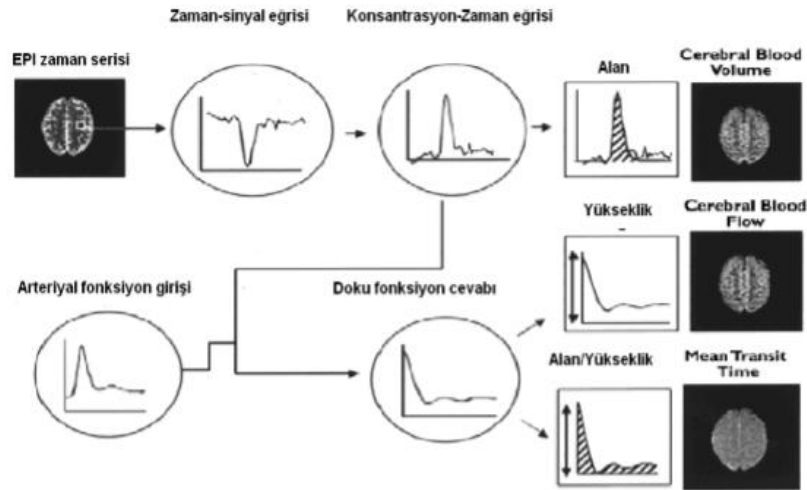 Zaman-sinyal eğrisi
Konsantrasyon-Zaman eğrisi
EPI zaman serisi
Alan
Cerebral Blood
Volume
Yükseklik
Cerebral Blood
Flow
Arteriyal fonksiyon girişi
Doku fonksiyon cevabı
Alan/Yükseklik
Mean Transit
Time